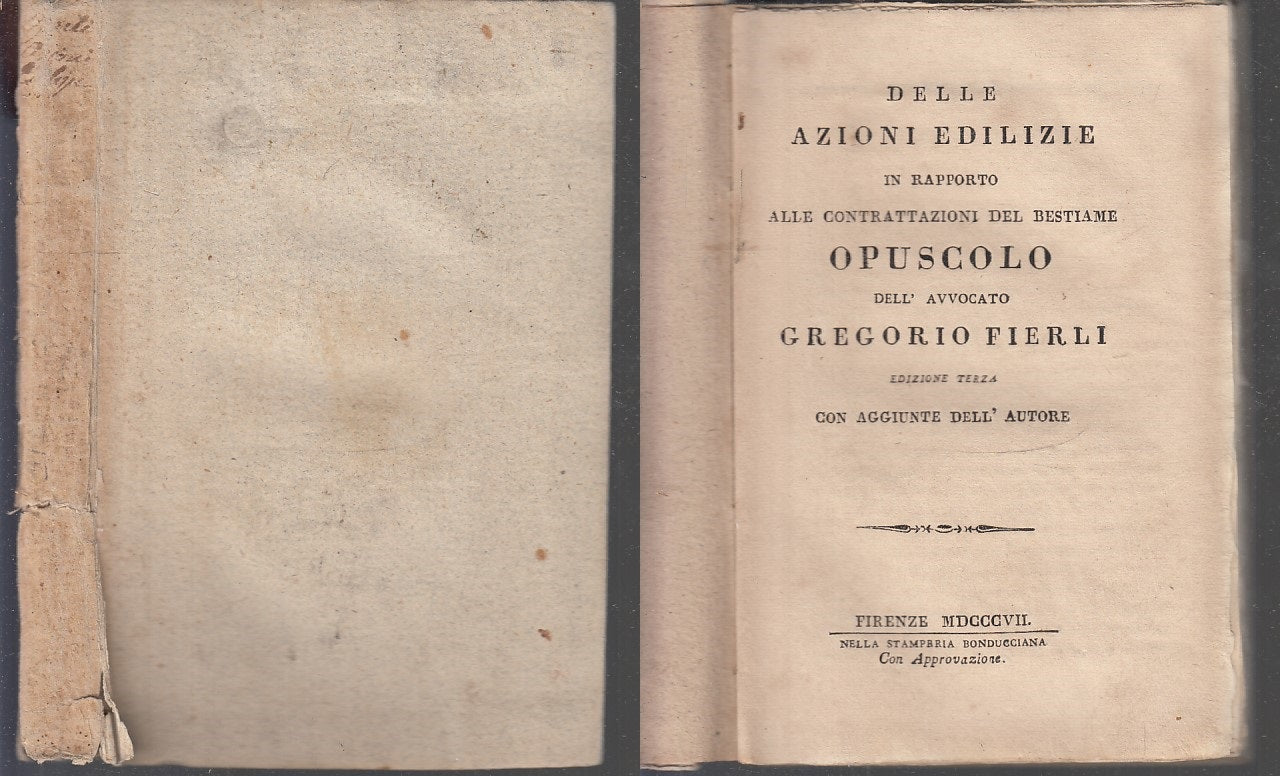 DELLE
AZIONI EDILIZIE
IN RAPPORTO
ALLE CONTRATTAZIONI DEL BESTIAME
OPUSCOLO
DELL' AVVOCATO
GREGORIO FIERLI
EDIZIONE TERZA
CON AGGIUNTE DELL' AUTORE
FIRENZE MDCCCVII.
NELLA STAMPERIA BONDUCCIANA
Con Approvazione.